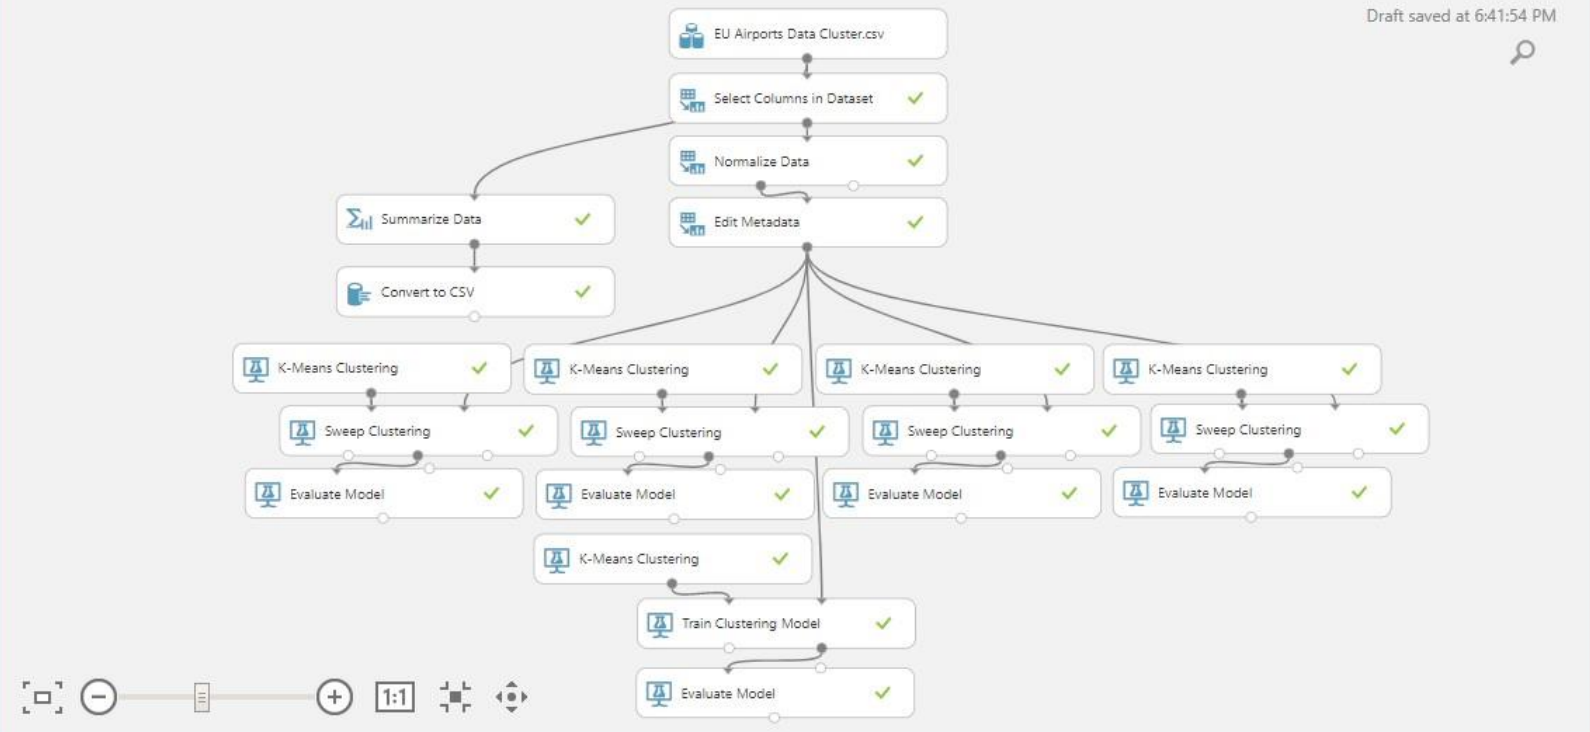 Draft saved at 6:41:54 PM
EU Airports Data Cluster.csv
Select Columns in Dataset
Normalize Data
Summarize Data
Edit Metadata
Convert to CSV
K-Means Clustering
K-Means Clustering
K-Means Clustering
K-Means Clustering
Sweep Clustering
Sweep Clustering
Sweep Clustering
Sweep Clustering
Evaluate Model
Evaluate Model
Evaluate Model
Evaluate Model
K-Means Clustering
Train Clustering Model
Evaluate Model
1:1